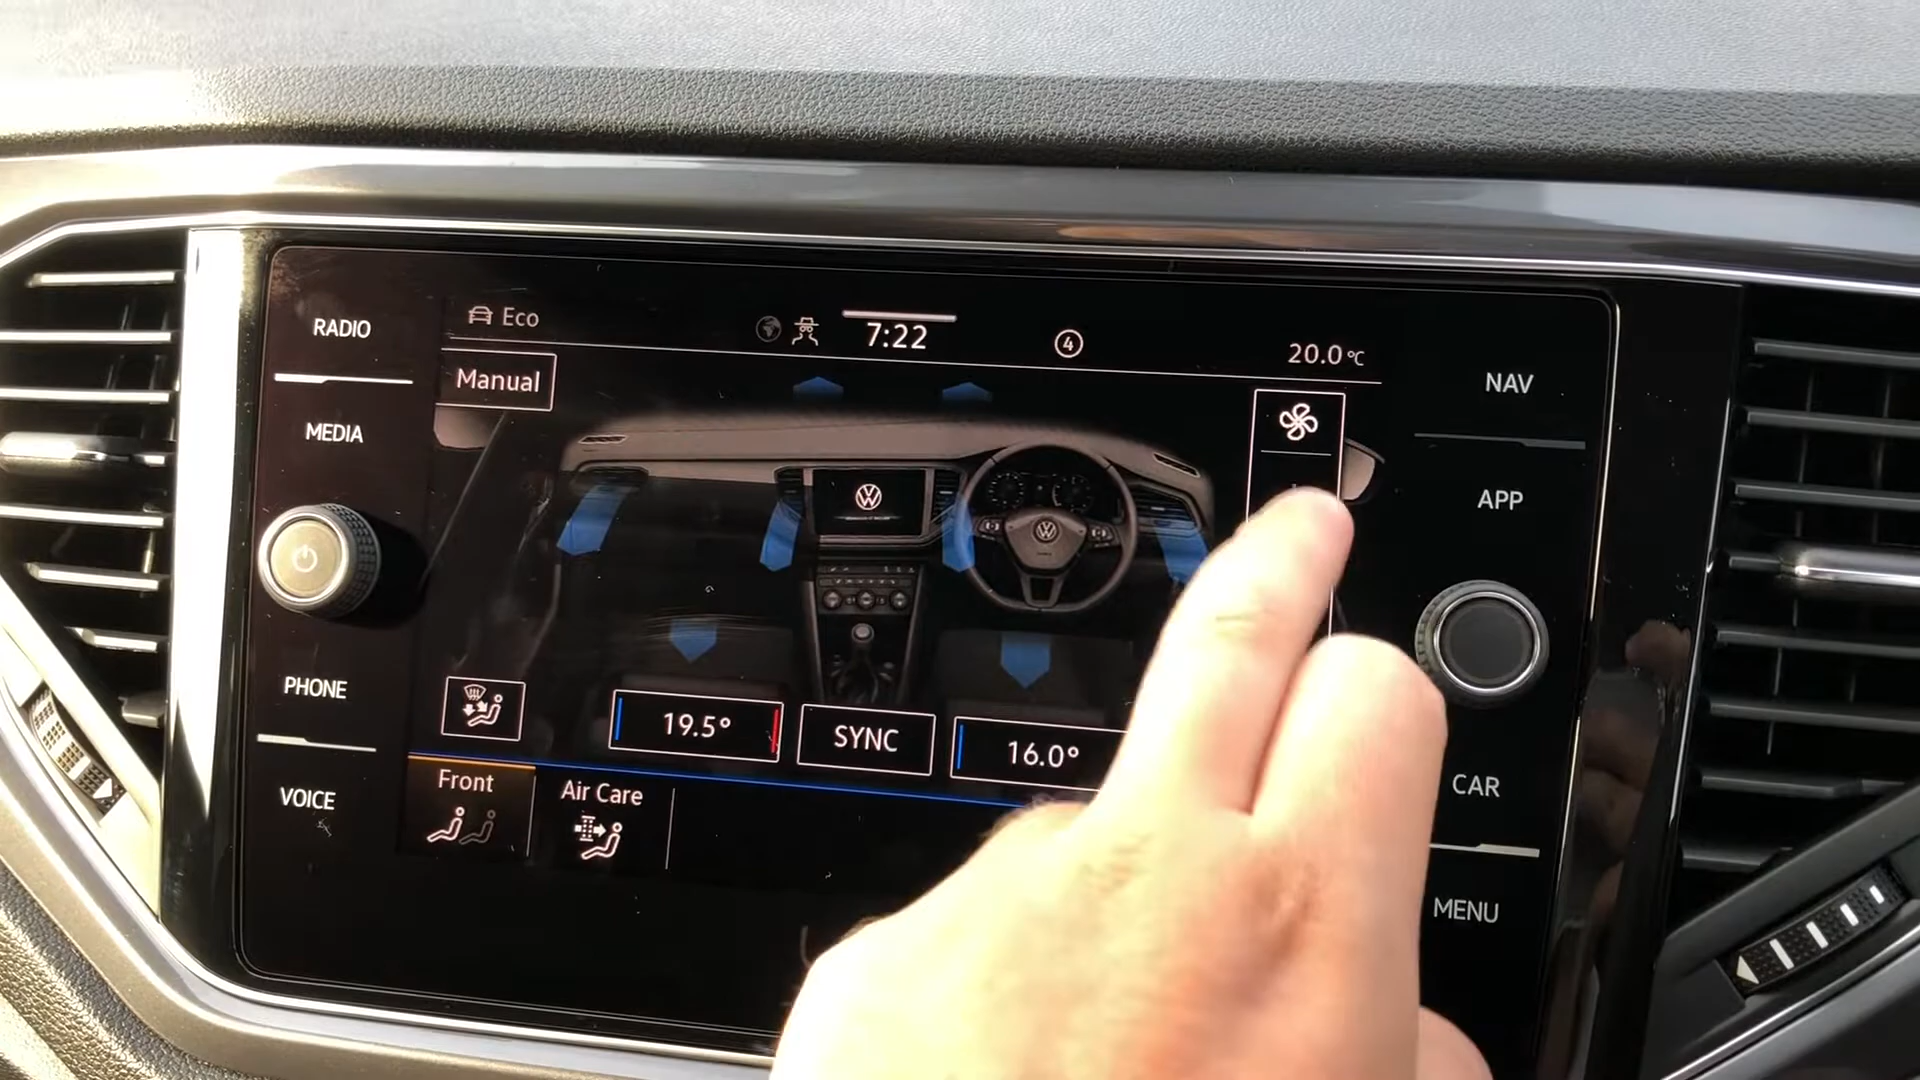 RADIO
MEDIA
PHONE
VOICE
Eco
7:22
4
20.0°C
Manual
19.5°
SYNC
16.0°
Front
Air Care
NAV
APP
CAR
MENU